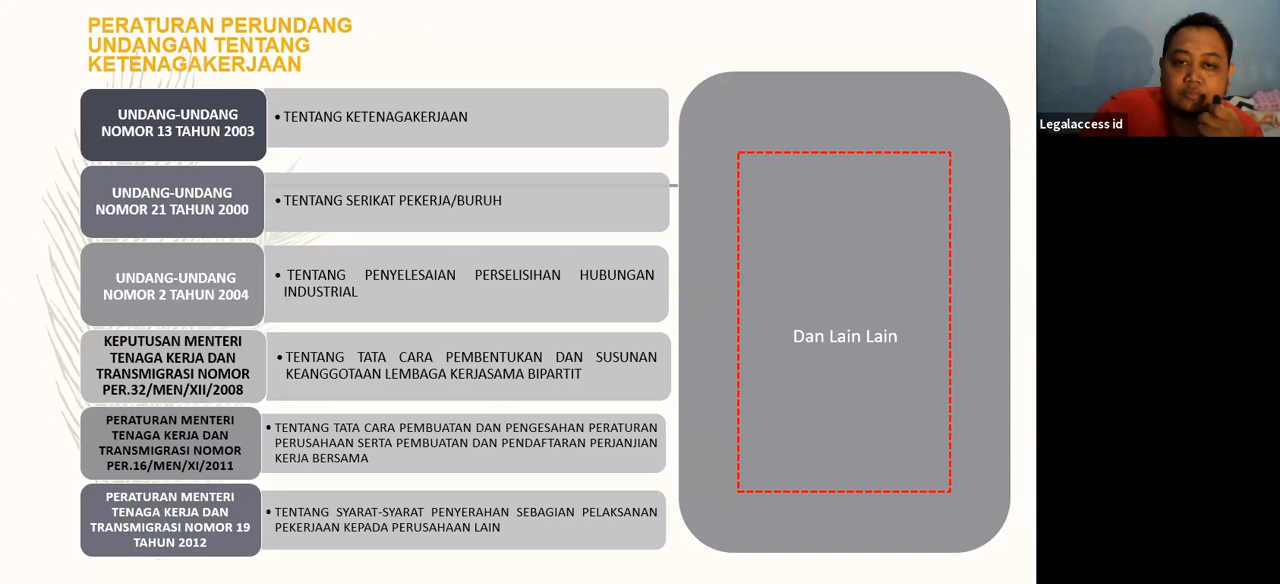 PERATURAN PERUNDANG
UNDANGAN TENTANG
KETENAGAKERJAAN
UNDANG-UNDANG
NOMOR 13 TAHUN 2003
• TENTANG KETENAGAKERJAAN
UNDANG-UNDANG
NOMOR 21 TAHUN 2000
• TENTANG SERIKAT PEKERJA/BURUH
UNDANG-UNDANG
NOMOR 2 TAHUN 2004
• TENTANG PENYELESAIAN PERSELISIHAN HUBUNGAN
INDUSTRIAL
KEPUTUSAN MENTERI
TENAGA KERJA DAN
TRANSMIGRASI NOMOR
PER.32/MEN/XII/2008
• TENTANG TATA CARA PEMBENTUKAN DAN SUSUNAN
KEANGGOTAAN LEMBAGA KERJASAMA BIPARTIT
PERATURAN MENTERI
TENAGA KERJA DAN
TRANSMIGRASI NOMOR
PER.16/MEN/XI/2011
• TENTANG TATA CARA PEMBUATAN DAN PENGESAHAN PERATURAN
PERUSAHAAN SERTA PEMBUATAN DAN PENDAFTARAN PERJANJIAN
KERJA BERSAMA
PERATURAN MENTERI
TENAGA KERJA DAN
TRANSMIGRASI NOMOR 19
TAHUN 2012
• TENTANG SYARAT-SYARAT PENYERAHAN SEBAGIAN PELAKSANAN
PEKERJAAN KEPADA PERUSAHAAN LAIN
Dan Lain Lain
Legalaccess id